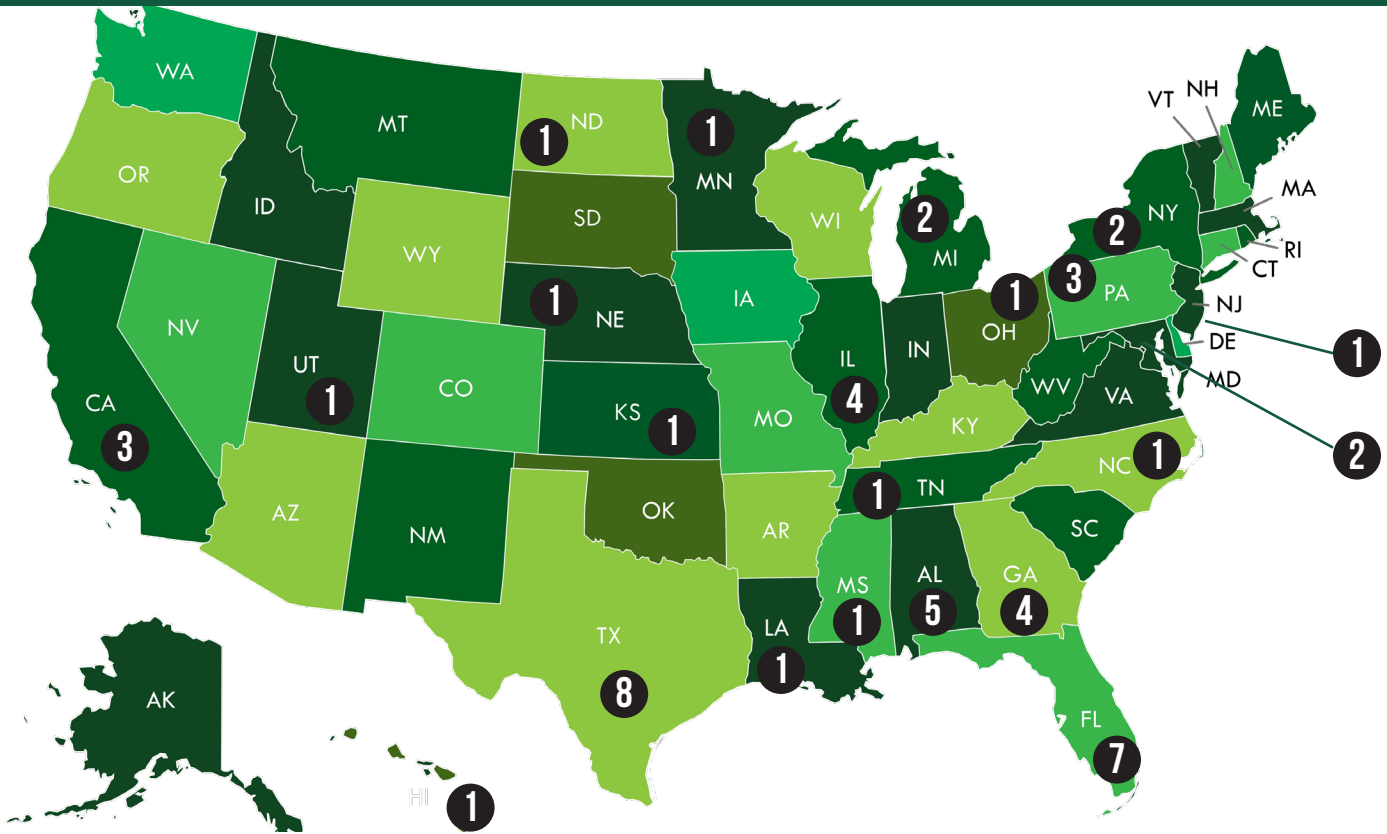 WA
MT
ND
1
MN
1
OR
ID
WY
SD
WI
MI
2
NY
2
VT
NH
ME
MA
RI
CT
NV
UT
1
CO
NE
1
IA
IL
4
IN
OH
1
PA
3
NJ
1
DE
MD
2
CA
3
KS
1
MO
KY
WV
VA
AZ
NM
OK
AR
TN
1
NC
1
SC
TX
8
LA
1
MS
1
AL
5
GA
4
FL
7
AK
HI
1